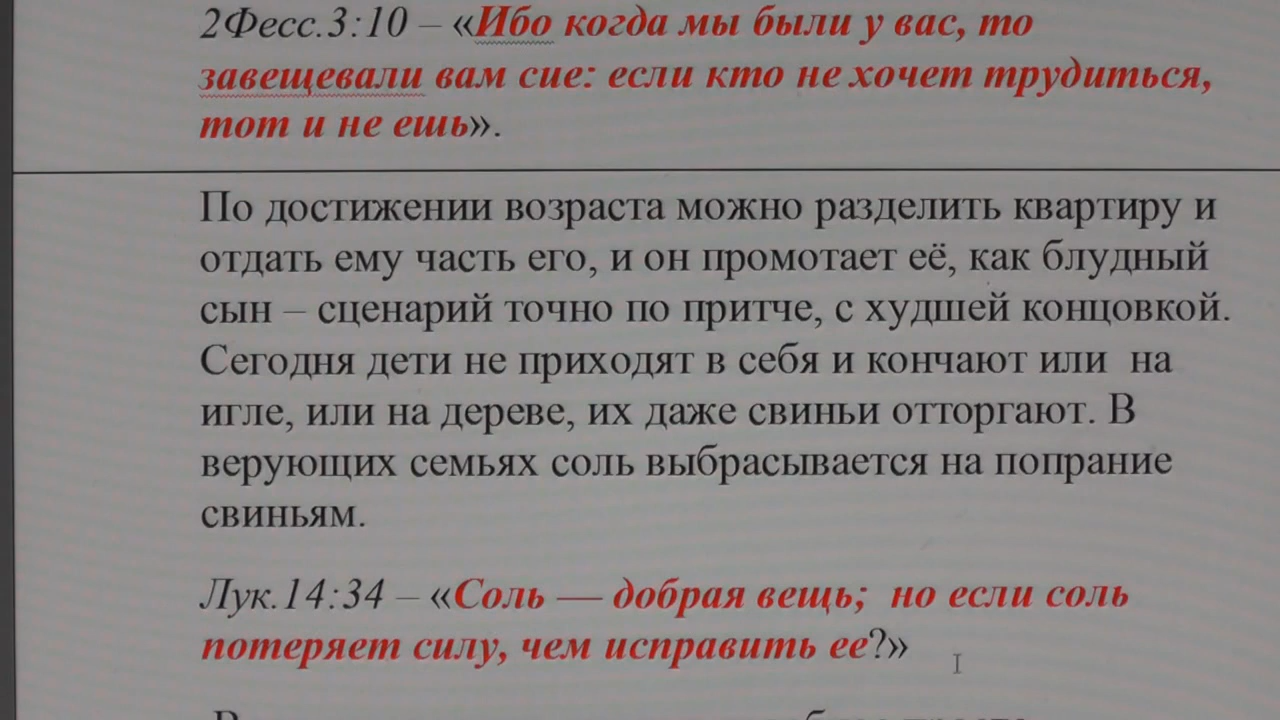 2Фесс.3:10 – «Ибо когда мы были у вас, то
завещевали вам сие: если кто не хочет трудиться,
тот и не ешь».
По достижении возраста можно разделить квартиру и
отдать ему часть его, и он промотает её, как блудный
сын – сценарий точно по притче, с худшей концовкой.
Сегодня дети не приходят в себя и кончают или на
игле, или на дереве, их даже свиньи отторгают. В
верующих семьях соль выбрасывается на попрание
свиньям.
Лук.14:34 – «Соль — добрая вещь; но если соль
потеряет силу, чем исправить ее?»